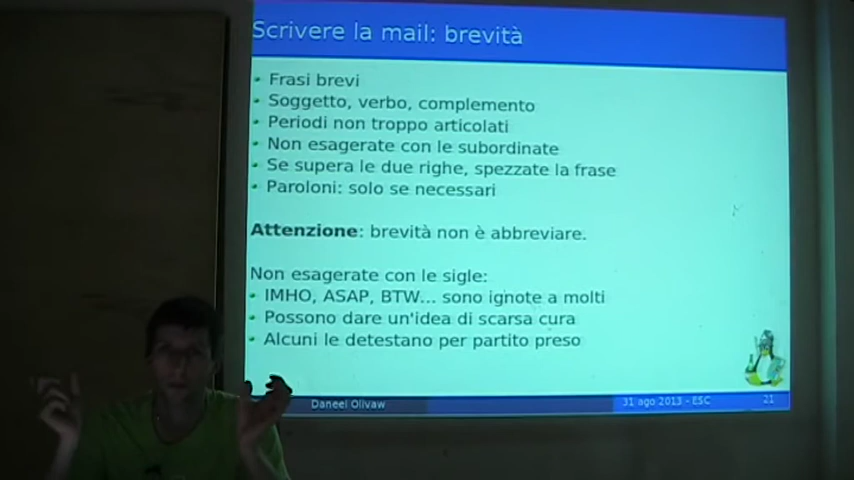 Scrivere la mail: brevità
Frasi brevi
Soggetto, verbo, complemento
Periodi non troppo articolati
Non esagerate con le subordinate
Se supera le due righe, spezzate la frase
Paroloni: solo se necessari
Attenzione: brevità non è abbreviare.
Non esagerate con le sigle:
IMHO, ASAP, BTW... sono ignote a molti
Possono dare un'idea di scarsa cura
Alcuni le detestano per partito preso
Daneel Olivaw
31 ago 2013 - ESC
21